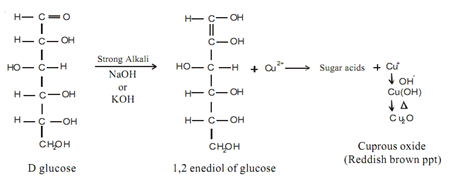 H — C = O
H — C — OH
H — C — OH
C — OH
HO — C — H
Strong Alkali
NaOH
or
KOH
HO — C — H + Cu²⁺ → Sugar acids + Cu⁺
OH⁻
Cu(OH)
Δ
H — C — OH
H — C — OH
H — C — OH
H — C — OH
CH₂OH
CH₂OH
D glucose
1,2 enediol of glucose
Cuprous oxide
(Reddish brown ppt)